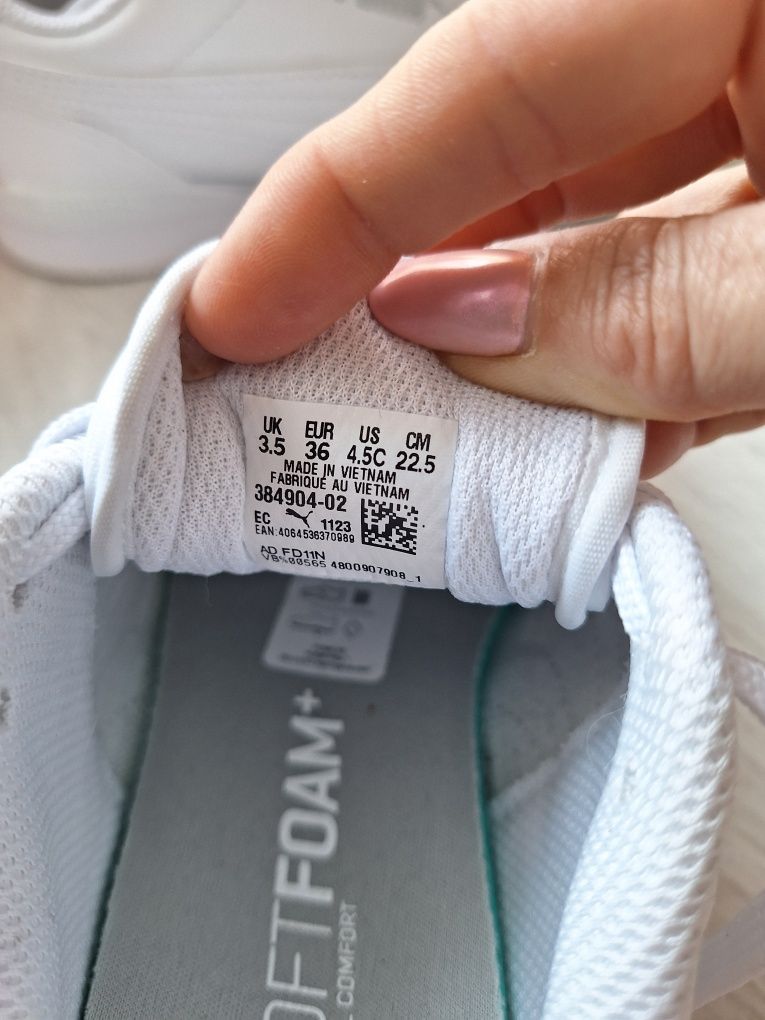 UK EUR US CM
3.5 36 4.5C 22.5
MADE IN VIETNAM
FABRIQUÉ AU VIETNAM
384904-02
EC 1123
EAN:4064536370989
AD FD11N
4800907908_1
OFTFOAM+
COMFORT